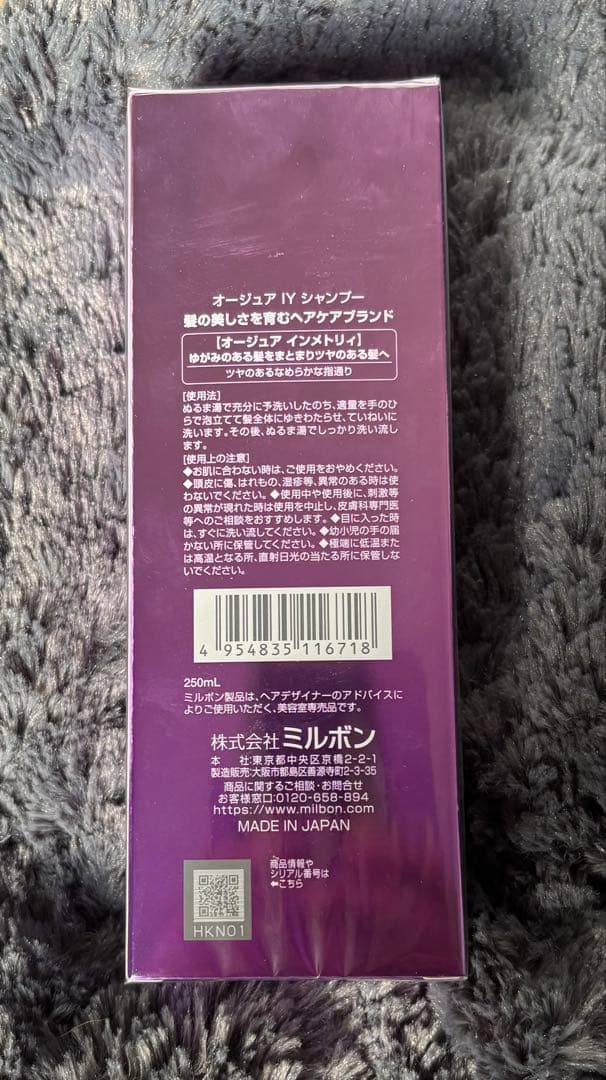 オージュア IY シャンプー
髪の美しさを育むヘアケアブランド
【オージュア インメトリィ】
ゆがみのある髪をまとまりツヤのある髪へ
ツヤのあるなめらかな指通り
[使用法]
ぬるま湯で充分に予洗いしたのち、適量を手のひ
らで泡立てて髪全体にゆきわたらせ、ていねいに
洗います。その後、ぬるま湯でしっかり洗い流し
ます。
[使用上の注意]
◆お肌に合わない時は、ご使用をおやめください。
◆頭皮に傷、はれもの、湿疹等、異常のある時は使
わないでください。◆使用中や使用後に、刺激等
の異常が現れた時は使用を中止し、皮膚科専門医
等へのご相談をおすすめします。◆目に入った時
は、すぐに洗い流してください。◆幼小児の手の届
かない所に保管してください。◆極端に低温また
は高温となる所、直射日光の当たる所に保管しな
いでください。
4 954835 116718
250mL
ミルボン製品は、ヘアデザイナーのアドバイスに
よりご使用いただく、美容室専売品です。
株式会社ミルボン
本 社:東京都中央区京橋2-2-1
製造販売:大阪市都島区善源寺町2-3-35
商品に関するご相談・お問合せ
お客様窓口:0120-658-894
https://www.milbon.com
MADE IN JAPAN
商品情報や
シリアル番号は
⬅こちら
HKN01